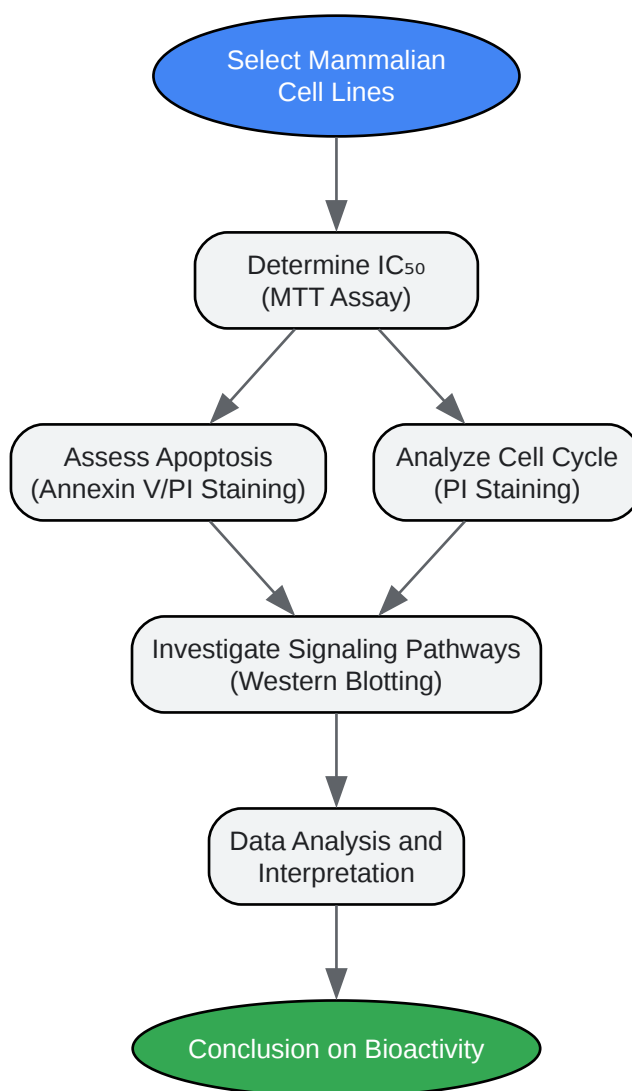 Select Mammalian
Cell Lines
Determine IC₅₀
(MTT Assay)
Assess Apoptosis
(Annexin V/PI Staining)
Analyze Cell Cycle
(PI Staining)
Investigate Signaling Pathways
(Western Blotting)
Data Analysis and
Interpretation
Conclusion on Bioactivity